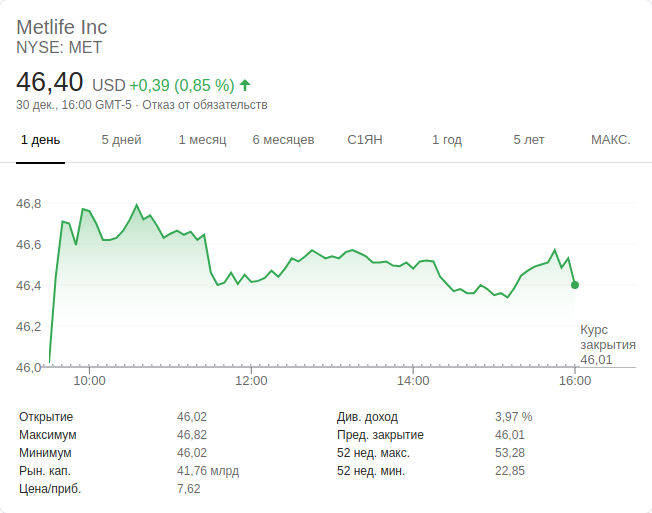 Metlife Inc
NYSE: MET
46,40 USD +0,39 (0,85 %)
30 дек., 16:00 GMT-5 · Отказ от обязательств
1 день 5 дней 1 месяц 6 месяцев С1ЯН 1 год 5 лет МАКС.
46,8
46,6
46,4
46,2
46,0
Курс
закрытия
46,01
10:00 12:00 14:00 16:00
Открытие 46,02 Див. доход 3,97 %
Максимум 46,82 Пред. закрытие 46,01
Минимум 46,02 52 нед. макс. 53,28
Рын. кап. 41,76 млрд 52 нед. мин. 22,85
Цена/приб. 7,62